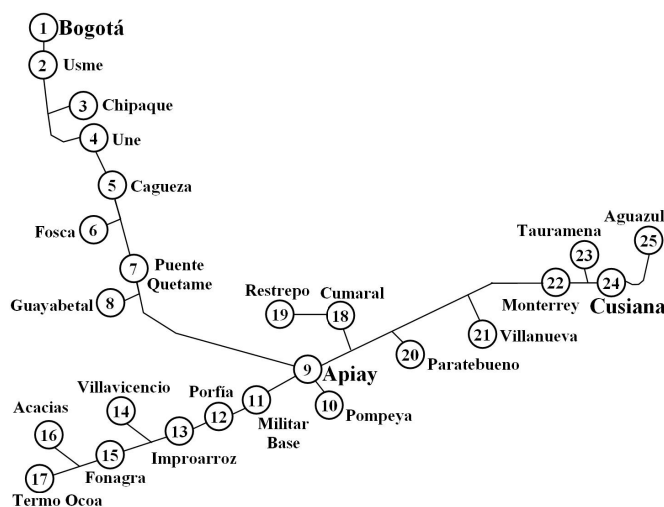 1 Bogotá
2 Usme
3 Chipaque
4 Une
5 Cagueza
Fosca 6
7 Puente
Quetame
Guayabetal 8
Restrepo
19
Cumaral
18
Tauramena
23
Aguazul
25
22
Monterrey
24
Cusiana
21 Villanueva
20
Paratebueno
9 Apiay
10 Pompeya
Villavicencio
14
Porfía
12
11
Militar
Base
13
Improarroz
Acacias
16
15
Fonagra
17
Termo Ocoa